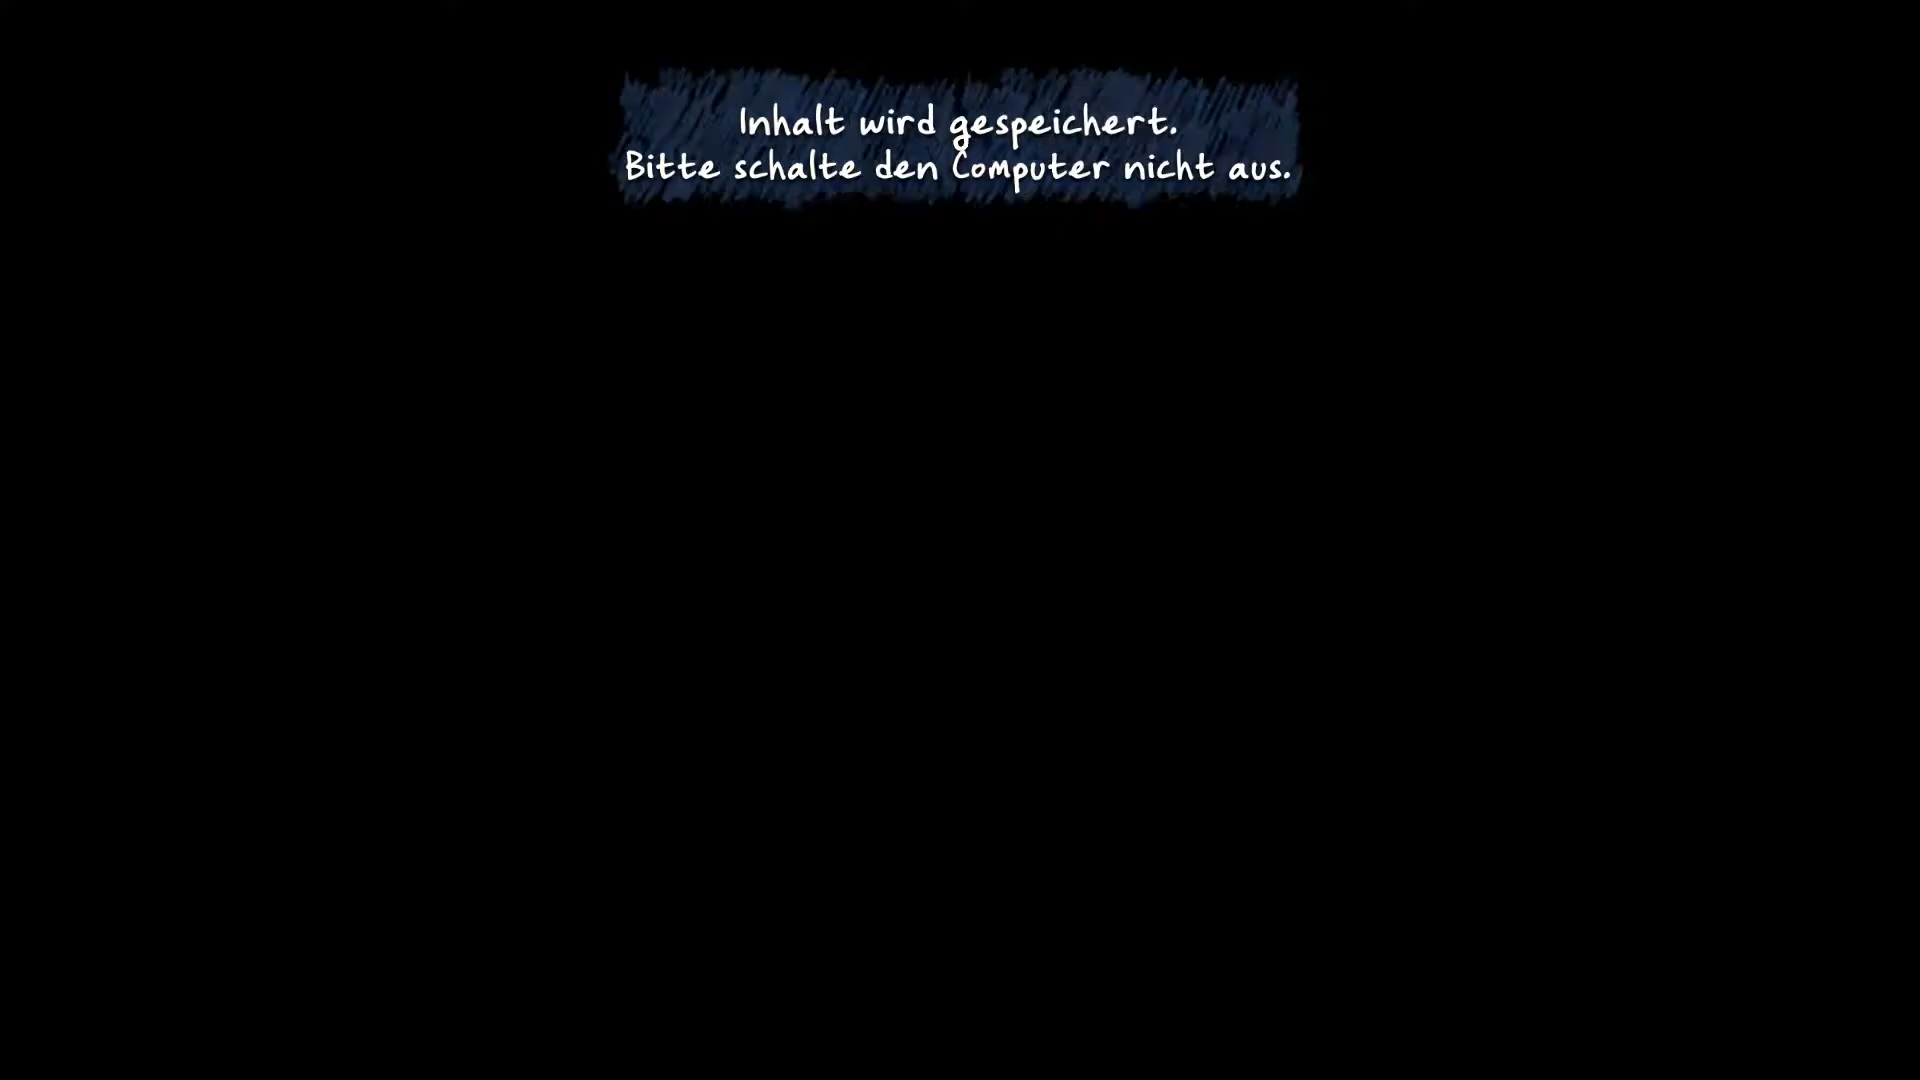 Inhalt wird gespeichert.
Bitte schalte den Computer nicht aus.